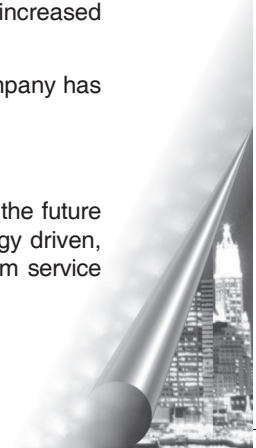 increased
mpany has
the future
gy driven,
m service